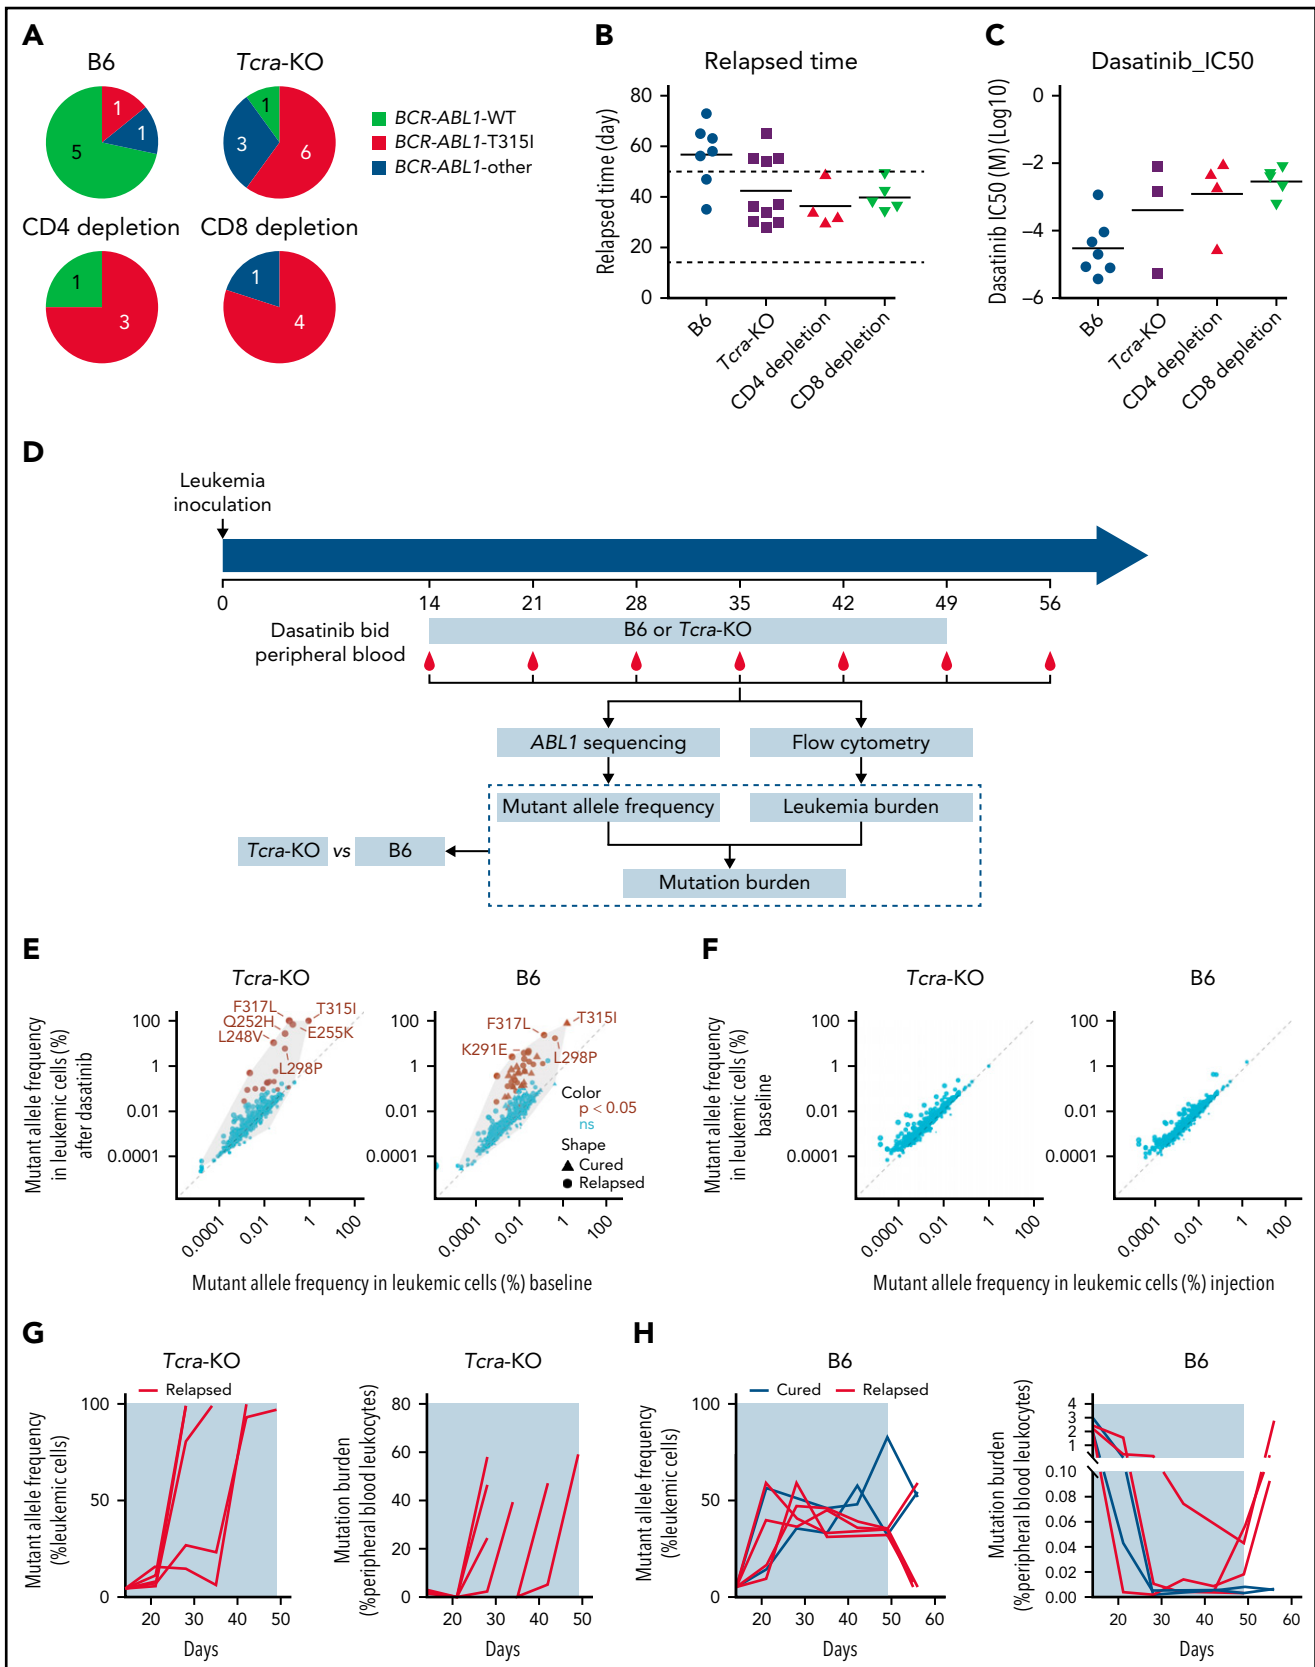 A
B6
Tcra-KO
5
1
1
1
3
6
BCR-ABL1-WT
BCR-ABL1-T315I
BCR-ABL1-other
CD4 depletion
CD8 depletion
1
3
1
4
B
Relapsed time
Relapsed time (day)
80
60
40
20
0
B6
Tcra-KO
CD4 depletion
CD8 depletion
C
Dasatinib_IC50
Dasatinib IC50 (M) (Log10)
0
−2
−4
−6
B6
Tcra-KO
CD4 depletion
CD8 depletion
D
Leukemia
inoculation
0
14
21
28
35
42
49
56
Dasatinib bid
peripheral blood
B6 or Tcra-KO
ABL1 sequencing
Flow cytometry
Mutant allele frequency
Leukemia burden
Tcra-KO vs B6
Mutation burden
E
Tcra-KO
B6
Mutant allele frequency
in leukemic cells (%)
after dasatinib
100
1
0.01
0.0001
F317L
T315I
Q252H
E255K
L248V
L298P
0.0001
0.01
1
100
100
1
0.01
0.0001
F317L
T315I
K291E
L298P
Color
p < 0.05
ns
Shape
Cured
Relapsed
0.0001
0.01
1
100
Mutant allele frequency in leukemic cells (%) baseline
F
Tcra-KO
B6
Mutant allele frequency
in leukemic cells (%)
baseline
100
1
0.01
0.0001
0.0001
0.01
1
100
100
1
0.01
0.0001
0.0001
0.01
1
100
Mutant allele frequency in leukemic cells (%) injection
G
Tcra-KO
Relapsed
Mutant allele frequency
(%leukemic cells)
100
50
0
20
30
40
50
Days
Tcra-KO
Mutation burden
(%peripheral blood leukocytes)
80
60
40
20
0
20
30
40
50
Days
H
B6
Cured
Relapsed
Mutant allele frequency
(%leukemic cells)
100
50
0
20
30
40
50
60
Days
B6
Mutation burden
(%peripheral blood leukocytes)
4
3
2
1
0.10
0.08
0.06
0.04
0.02
0.00
20
30
40
50
60
Days